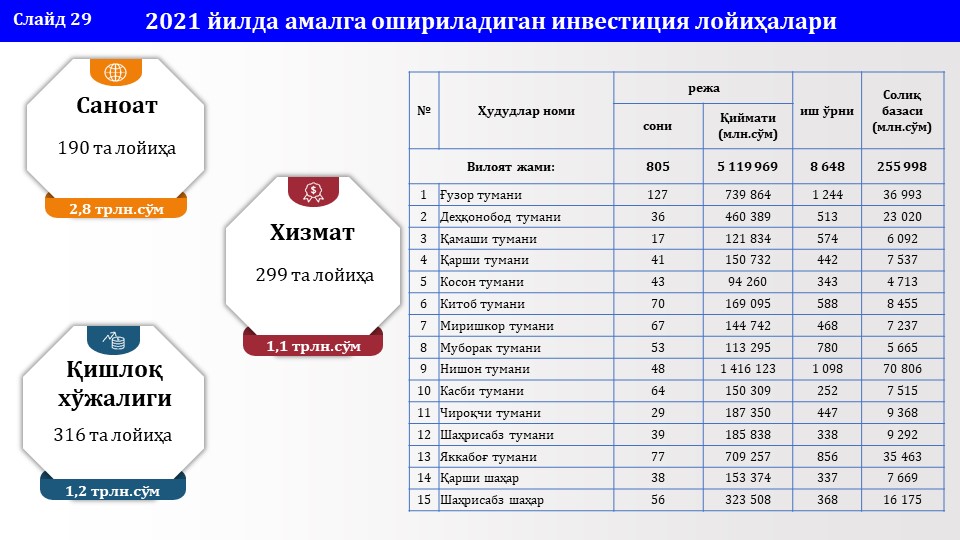 Слайд 29
2021 йилда амалга ошириладиган инвестиция лойиҳалари
Саноат
190 та лойиҳа
2,8 трлн.сўм
Хизмат
299 та лойиҳа
1,1 трлн.сўм
Қишлоқ
хўжалиги
316 та лойиҳа
1,2 трлн.сўм
№ Ҳудудлар номи режа иш ўрни Солиқ
базаси
(млн.сўм)
сони Қиймати
(млн.сўм)
Вилоят жами: 805 5 119 969 8 648 255 998
1 Ғузор тумани 127 739 864 1 244 36 993
2 Деҳқонобод тумани 36 460 389 513 23 020
3 Қамаши тумани 17 121 834 574 6 092
4 Қарши тумани 41 150 732 442 7 537
5 Косон тумани 43 94 260 343 4 713
6 Китоб тумани 70 169 095 588 8 455
7 Миришкор тумани 67 144 742 468 7 237
8 Муборак тумани 53 113 295 780 5 665
9 Нишон тумани 48 1 416 123 1 098 70 806
10 Касби тумани 64 150 309 252 7 515
11 Чироқчи тумани 29 187 350 447 9 368
12 Шаҳрисабз тумани 39 185 838 338 9 292
13 Яккабоғ тумани 77 709 257 856 35 463
14 Қарши шаҳар 38 153 374 337 7 669
15 Шаҳрисабз шаҳар 56 323 508 368 16 175